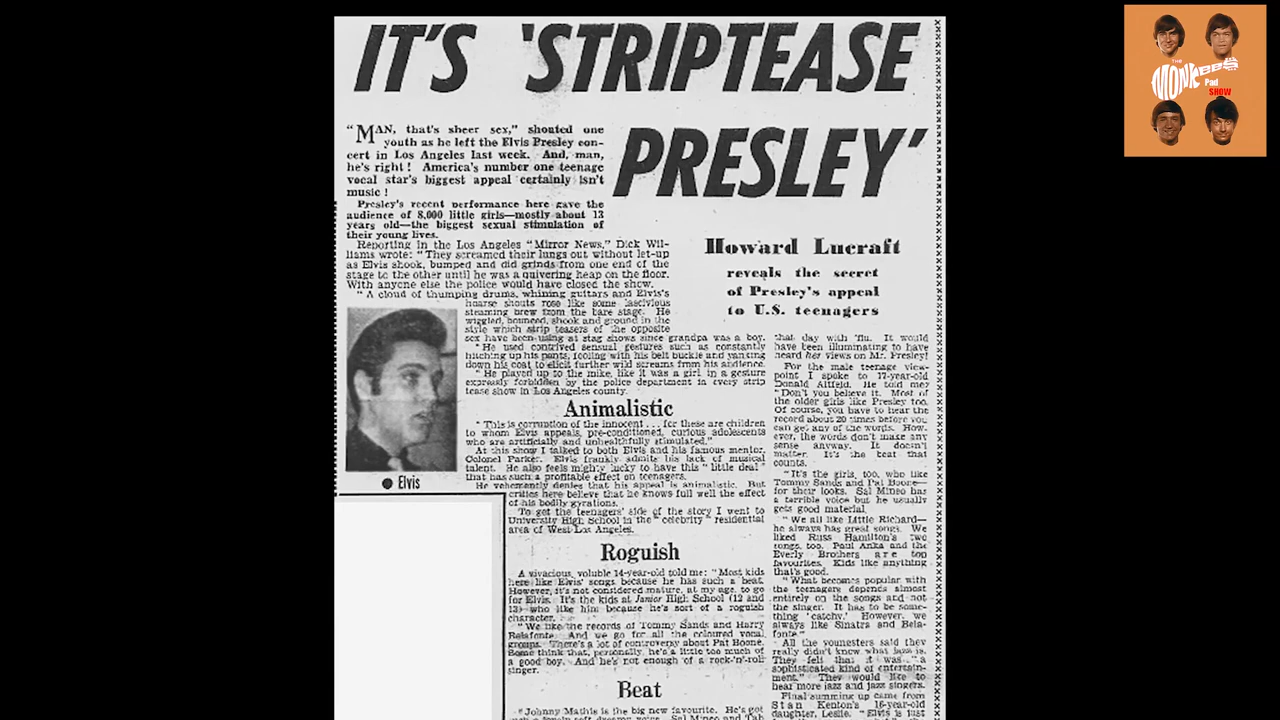 IT'S 'STRIPTEASE
PRESLEY'
"MAN, that's sheer sex," shouted one
youth as he left the Elvis Presley con-
cert in Los Angeles last week. And, man,
he's right! America's number one teenage
vocal star's biggest appeal certainly isn't
music!
Presley's recent performance here gave the
audience of 8,000 little girls—mostly about 13
years old—the biggest sexual stimulation of
their young lives.
Reporting in the Los Angeles "Mirror News," Dick Wil-
liams wrote: "They screamed their lungs out without let-up
as Elvis shook, bumped and did grinds from one end of the
stage to the other until he was a quivering heap on the floor.
With anyone else the police would have closed the show.
"A cloud of thumping drums, whining guitars and Elvis's
hoarse shouts rose like some lascivious
steaming brew from the bare stage. He
wiggled, bounced, shook and ground in the
style which strip teasers of the opposite
sex have been using at stag shows since grandpa was a boy.
"He used contrived sensual gestures such as constantly
hitching up his pants, fooling with his belt buckle and yanking
down his coat to elicit further wild screams from his audience.
"He played up to the mike, like it was a girl in a gesture
expressly forbidden by the police department in every strip
tease show in Los Angeles county.
Animalistic
"This is corruption of the innocent . . . for these are children
to whom Elvis appeals, pre-conditioned, curious adolescents
who are artificially and unhealthfully stimulated."
At this show I talked to both Elvis and his famous mentor,
Colonel Parker. Elvis frankly admits his lack of musical
talent. He also feels mighty lucky to have this "little deal"
that has such a profitable effect on teenagers.
He vehemently denies that his appeal is animalistic. But
critics here believe that he knows full well the effect
of his bodily gyrations.
To get the teenagers' side of the story I went to
University High School in the "celebrity" residential
area of West Los Angeles.
Roguish
A vivacious, voluble 14-year-old told me: "Most kids
here like Elvis' songs because he has such a beat.
However, it's not considered mature, at my age, to go
for Elvis. It's the kids at Junior High School (12 and
13) who like him because he's sort of a roguish
character.
"We like the records of Tommy Sands and Harry
Belafonte. And we go for all the coloured vocal
groups. There's a lot of controversy about Pat Boone.
Some think that, personally, he's a little too much of
a good boy. And he's not enough of a rock-'n'-roll
singer.
Beat
"Johnny Mathis is the big new favourite. He's got
Sal Mineo and Tab
● Elvis
Howard Lucraft
reveals the secret
of Presley's appeal
to U.S. teenagers
that day with 'flu. It would
have been illuminating to have
heard her views on Mr. Presley!
For the male teenage view-
point I spoke to 17-year-old
Donald Allfeld. He told me:
"Don't you believe it. Most of
the older girls like Presley too.
Of course, you have to hear the
record about 20 times before you
can get any of the words. How-
ever, the words don't make any
sense anyway. It doesn't
matter. It's the beat that
counts.
"It's the girls, too, who like
Tommy Sands and Pat Boone—
for their looks. Sal Mineo has
a terrible voice but he usually
gets good material.
"We all like Little Richard—
he always has great songs. We
liked Russ Hamilton's two
songs, too. Paul Anka and the
Everly Brothers are top
favourites. Kids like anything
that's good.
"What becomes popular with
the teenagers depends almost
entirely on the songs and not
the singer. It has to be some-
thing 'catchy.' However, we
always like Sinatra and Bela-
fonte."
All the youngsters said they
really didn't know what jazz is.
They felt that it was "a
sophisticated kind of entertain-
ment." They would like to
hear more jazz and jazz singers.
Final summing up came from
Stan Kenton's 16-year-old
daughter, Leslie. "Elvis is just
THE
MONKEES
Pad
SHOW